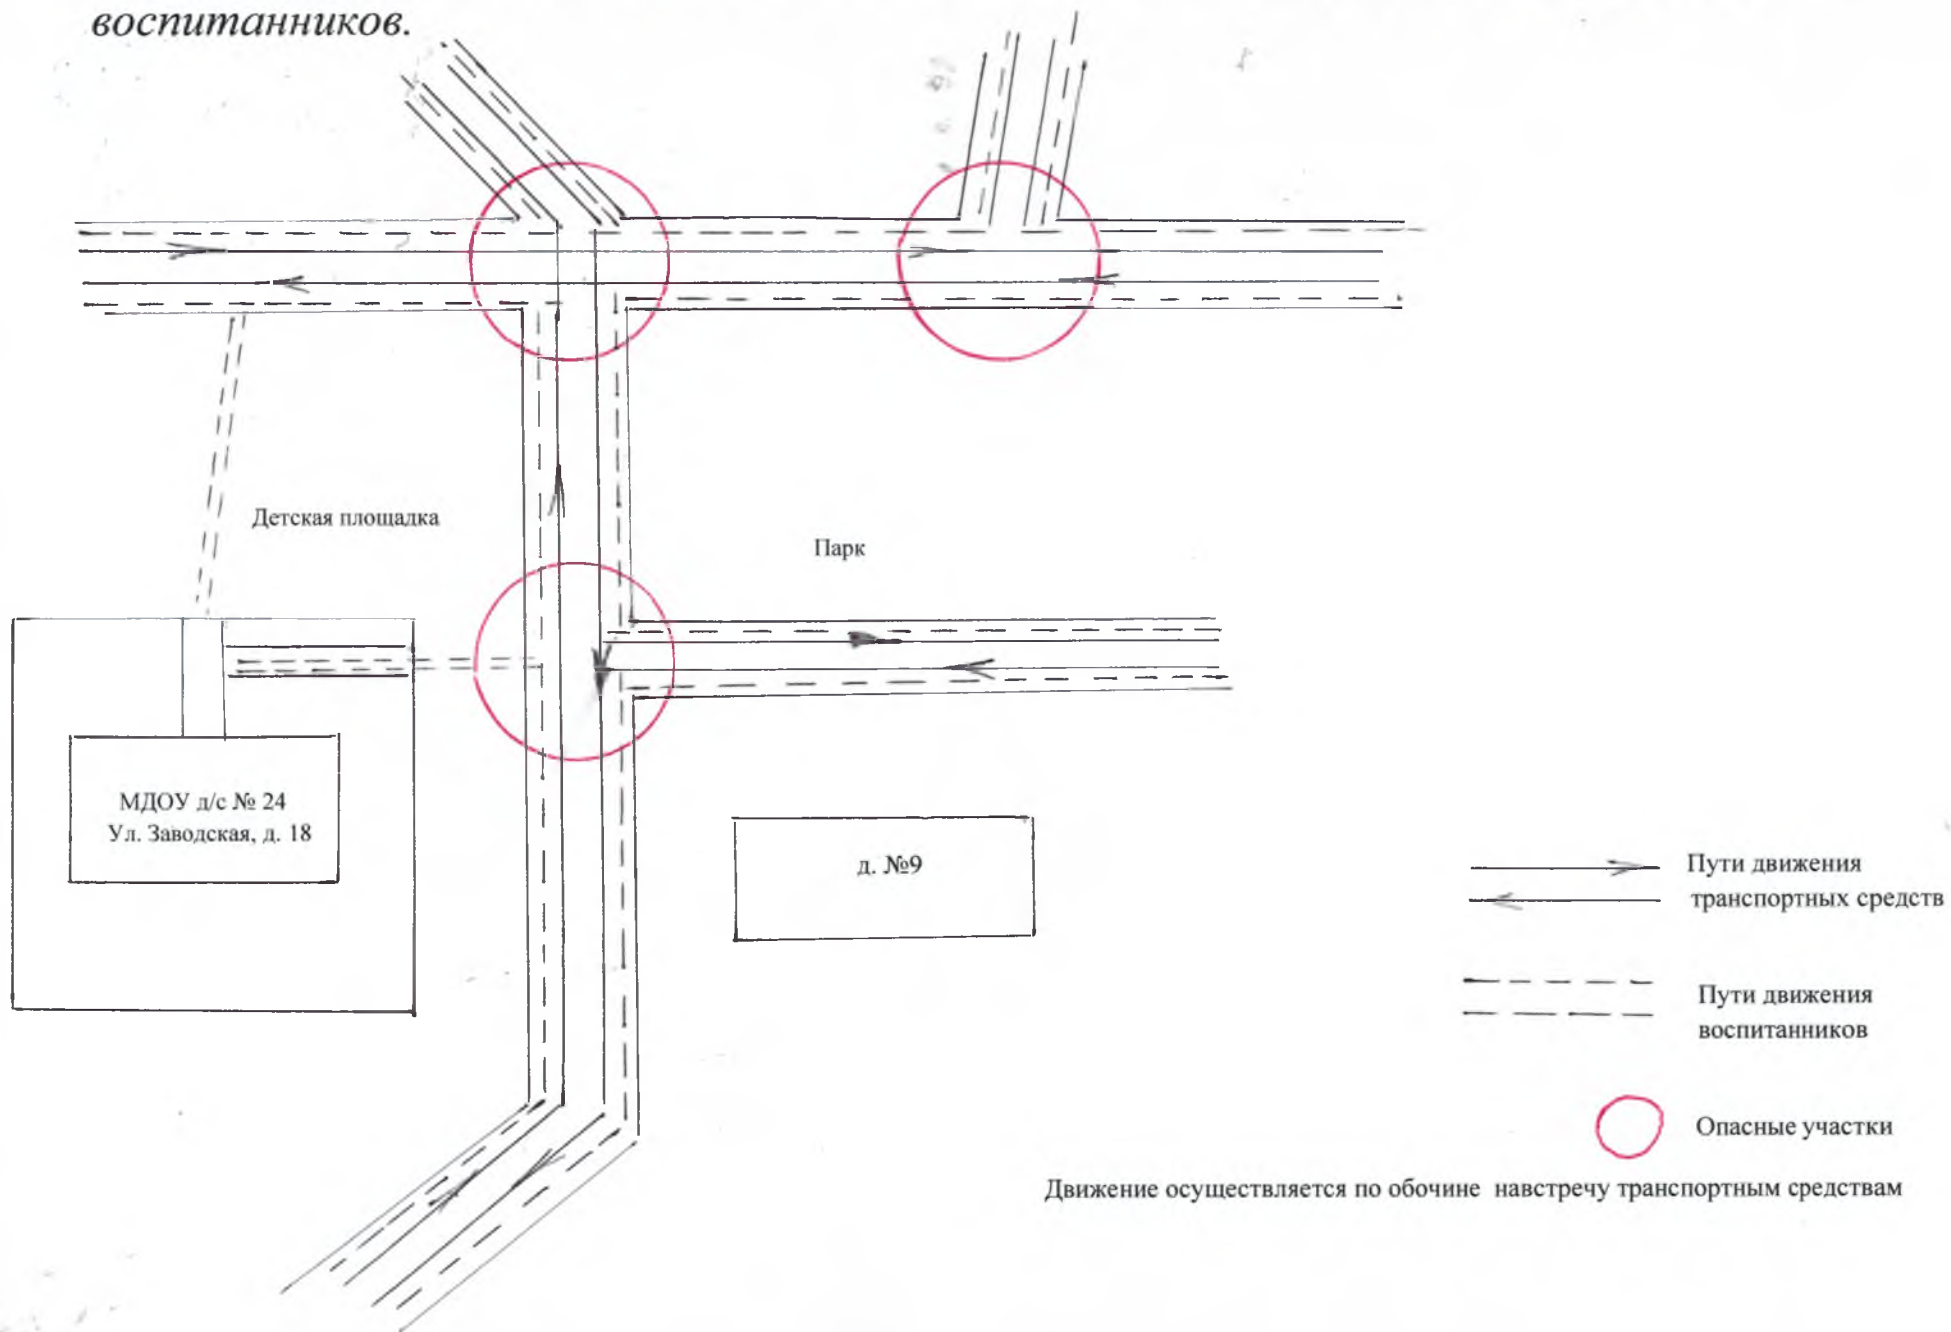 воспитанников.
Детская площадка
Парк
МДОУ д/с № 24
Ул. Заводская, д. 18
д. №9
Пути движения
транспортных средств
Пути движения
воспитанников
Опасные участки
Движение осуществляется по обочине навстречу транспортным средствам